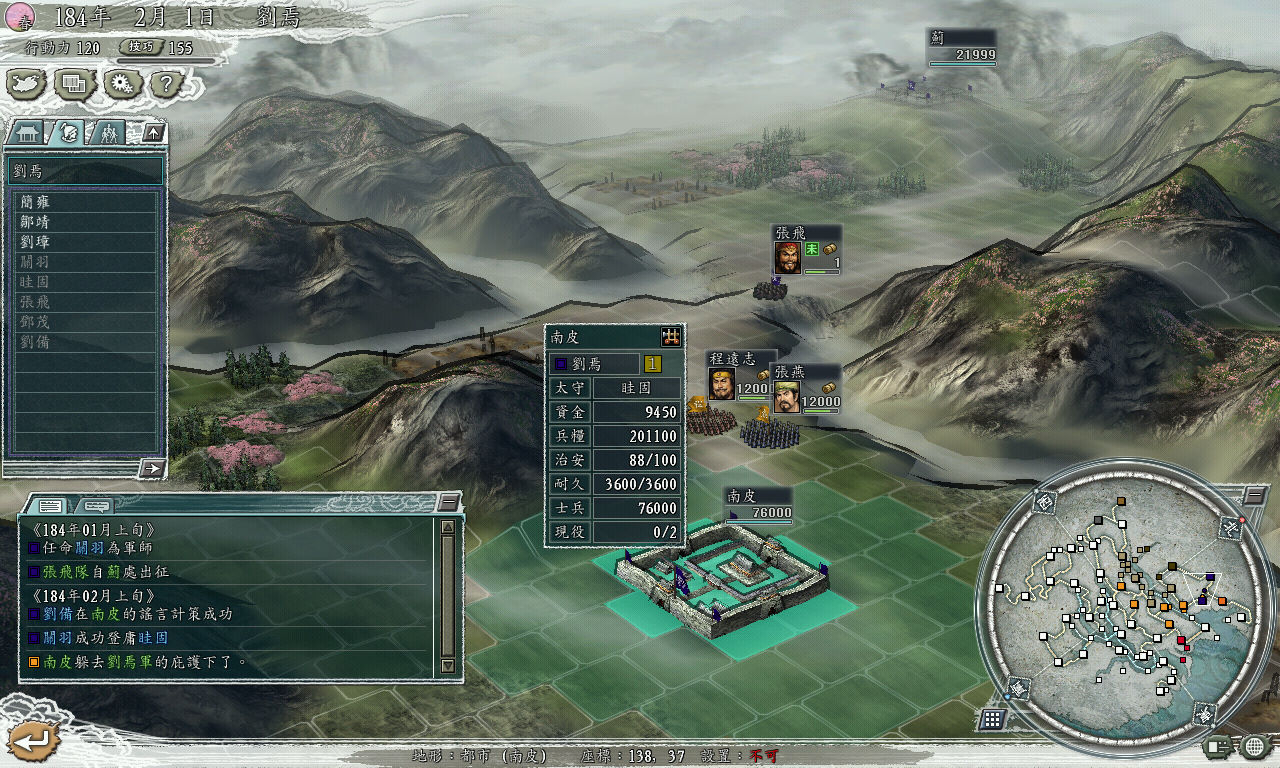 春 184年 2月 1日 劉焉
行動力 120 技巧 155
?
薊
21999
劉焉
簡雍
鄒靖
劉璋
關羽
眭固
張飛
鄧茂
劉備
張飛
未
1
程遠志
1200
張燕
12000
南皮
劉焉 1
太守 眭固
資金 9450
兵糧 201100
治安 88/100
耐久 3600/3600
士兵 76000
現役 0/2
南皮
76000
《184年01月上旬》
任命關羽為軍師
張飛隊自薊處出征
《184年02月上旬》
劉備在南皮的謠言計策成功
關羽成功登庸眭固
南皮躲去劉焉軍的庇護下了。
地形：都市 (南皮) 座標：138, 37 設置：不可